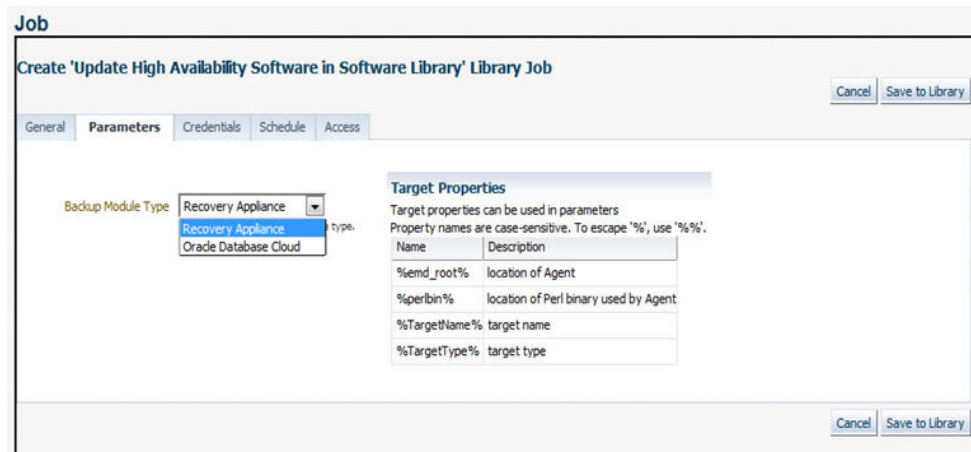 Job
Create 'Update High Availability Software in Software Library' Library Job
Cancel Save to Library
General Parameters Credentials Schedule Access
Backup Module Type Recovery Appliance
Recovery Appliance
Oracle Database Cloud
type.
Target Properties
Target properties can be used in parameters
Property names are case-sensitive. To escape '%', use '%%'.
Name Description
%emd_root% location of Agent
%perlbin% location of Perl binary used by Agent
%TargetName% target name
%TargetType% target type
Cancel Save to Library